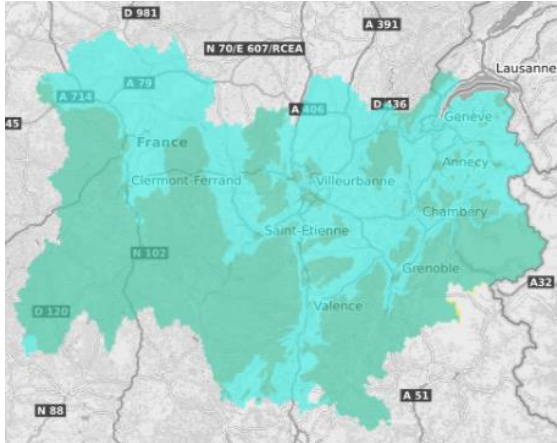 D 981
N 70/E 607/RCEA
A 391
Lausanne
A 79
A 714
A 406
D 436
45
Genève
France
Annecy
Clermont-Ferrand
Villeurbanne
Chambéry
Saint-Étienne
N 102
Grenoble
A32
D 120
Valence
A 51
N 88